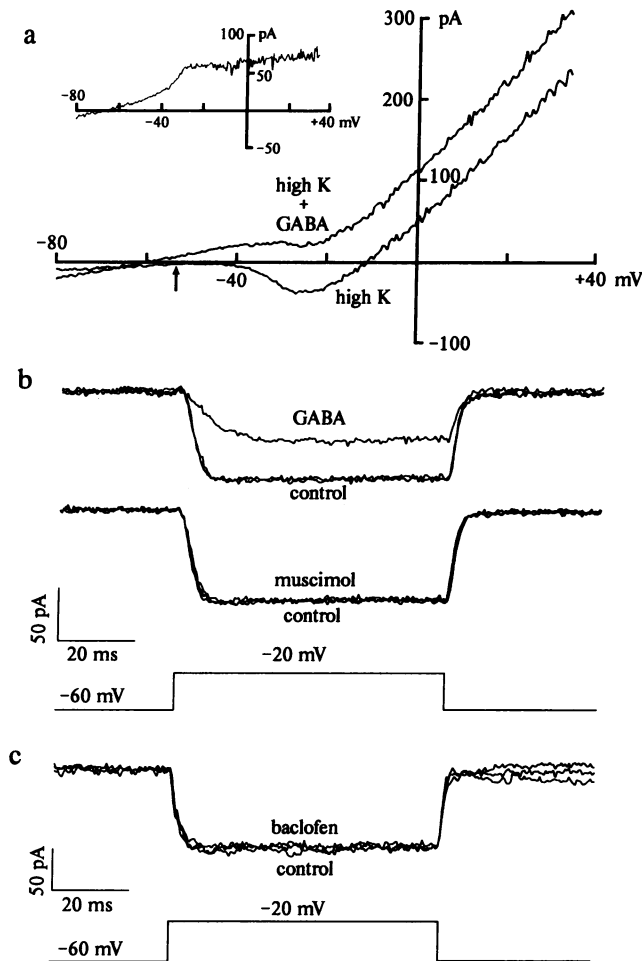 a
100
pA
50
−80
−40
+40 mV
−50
300
pA
200
high K
+
GABA
100
−80
−40
+40
mV
high K
−100
b
GABA
control
muscimol
control
50 pA
20 ms
−20 mV
−60 mV
c
baclofen
control
50 pA
20 ms
−20 mV
−60 mV